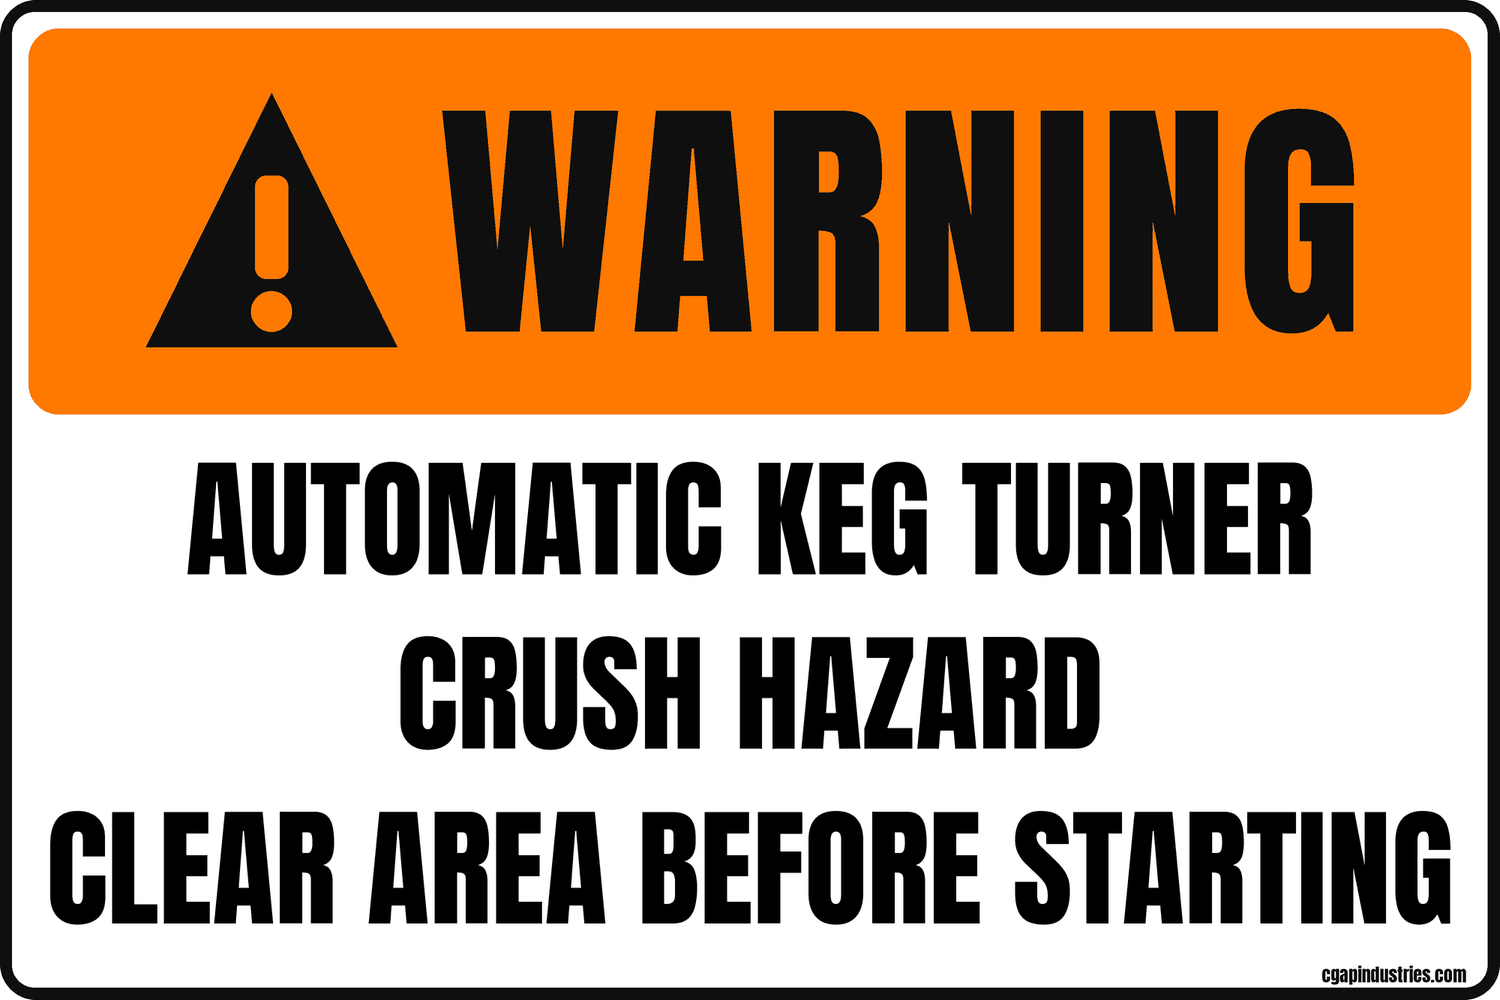 WARNING
AUTOMATIC KEG TURNER
CRUSH HAZARD
CLEAR AREA BEFORE STARTING
cgapindustries.com